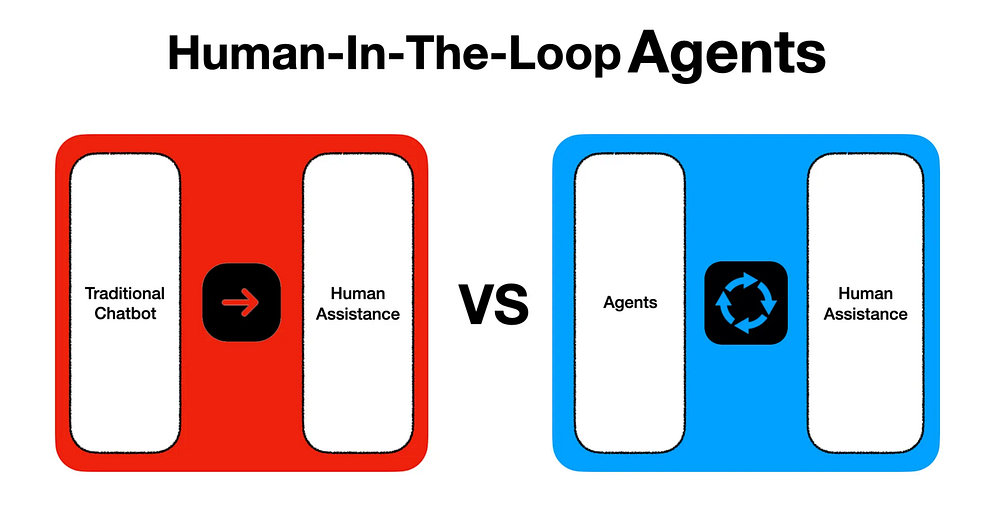 Human-In-The-Loop Agents
Traditional
Chatbot
Human
Assistance
VS
Agents
Human
Assistance